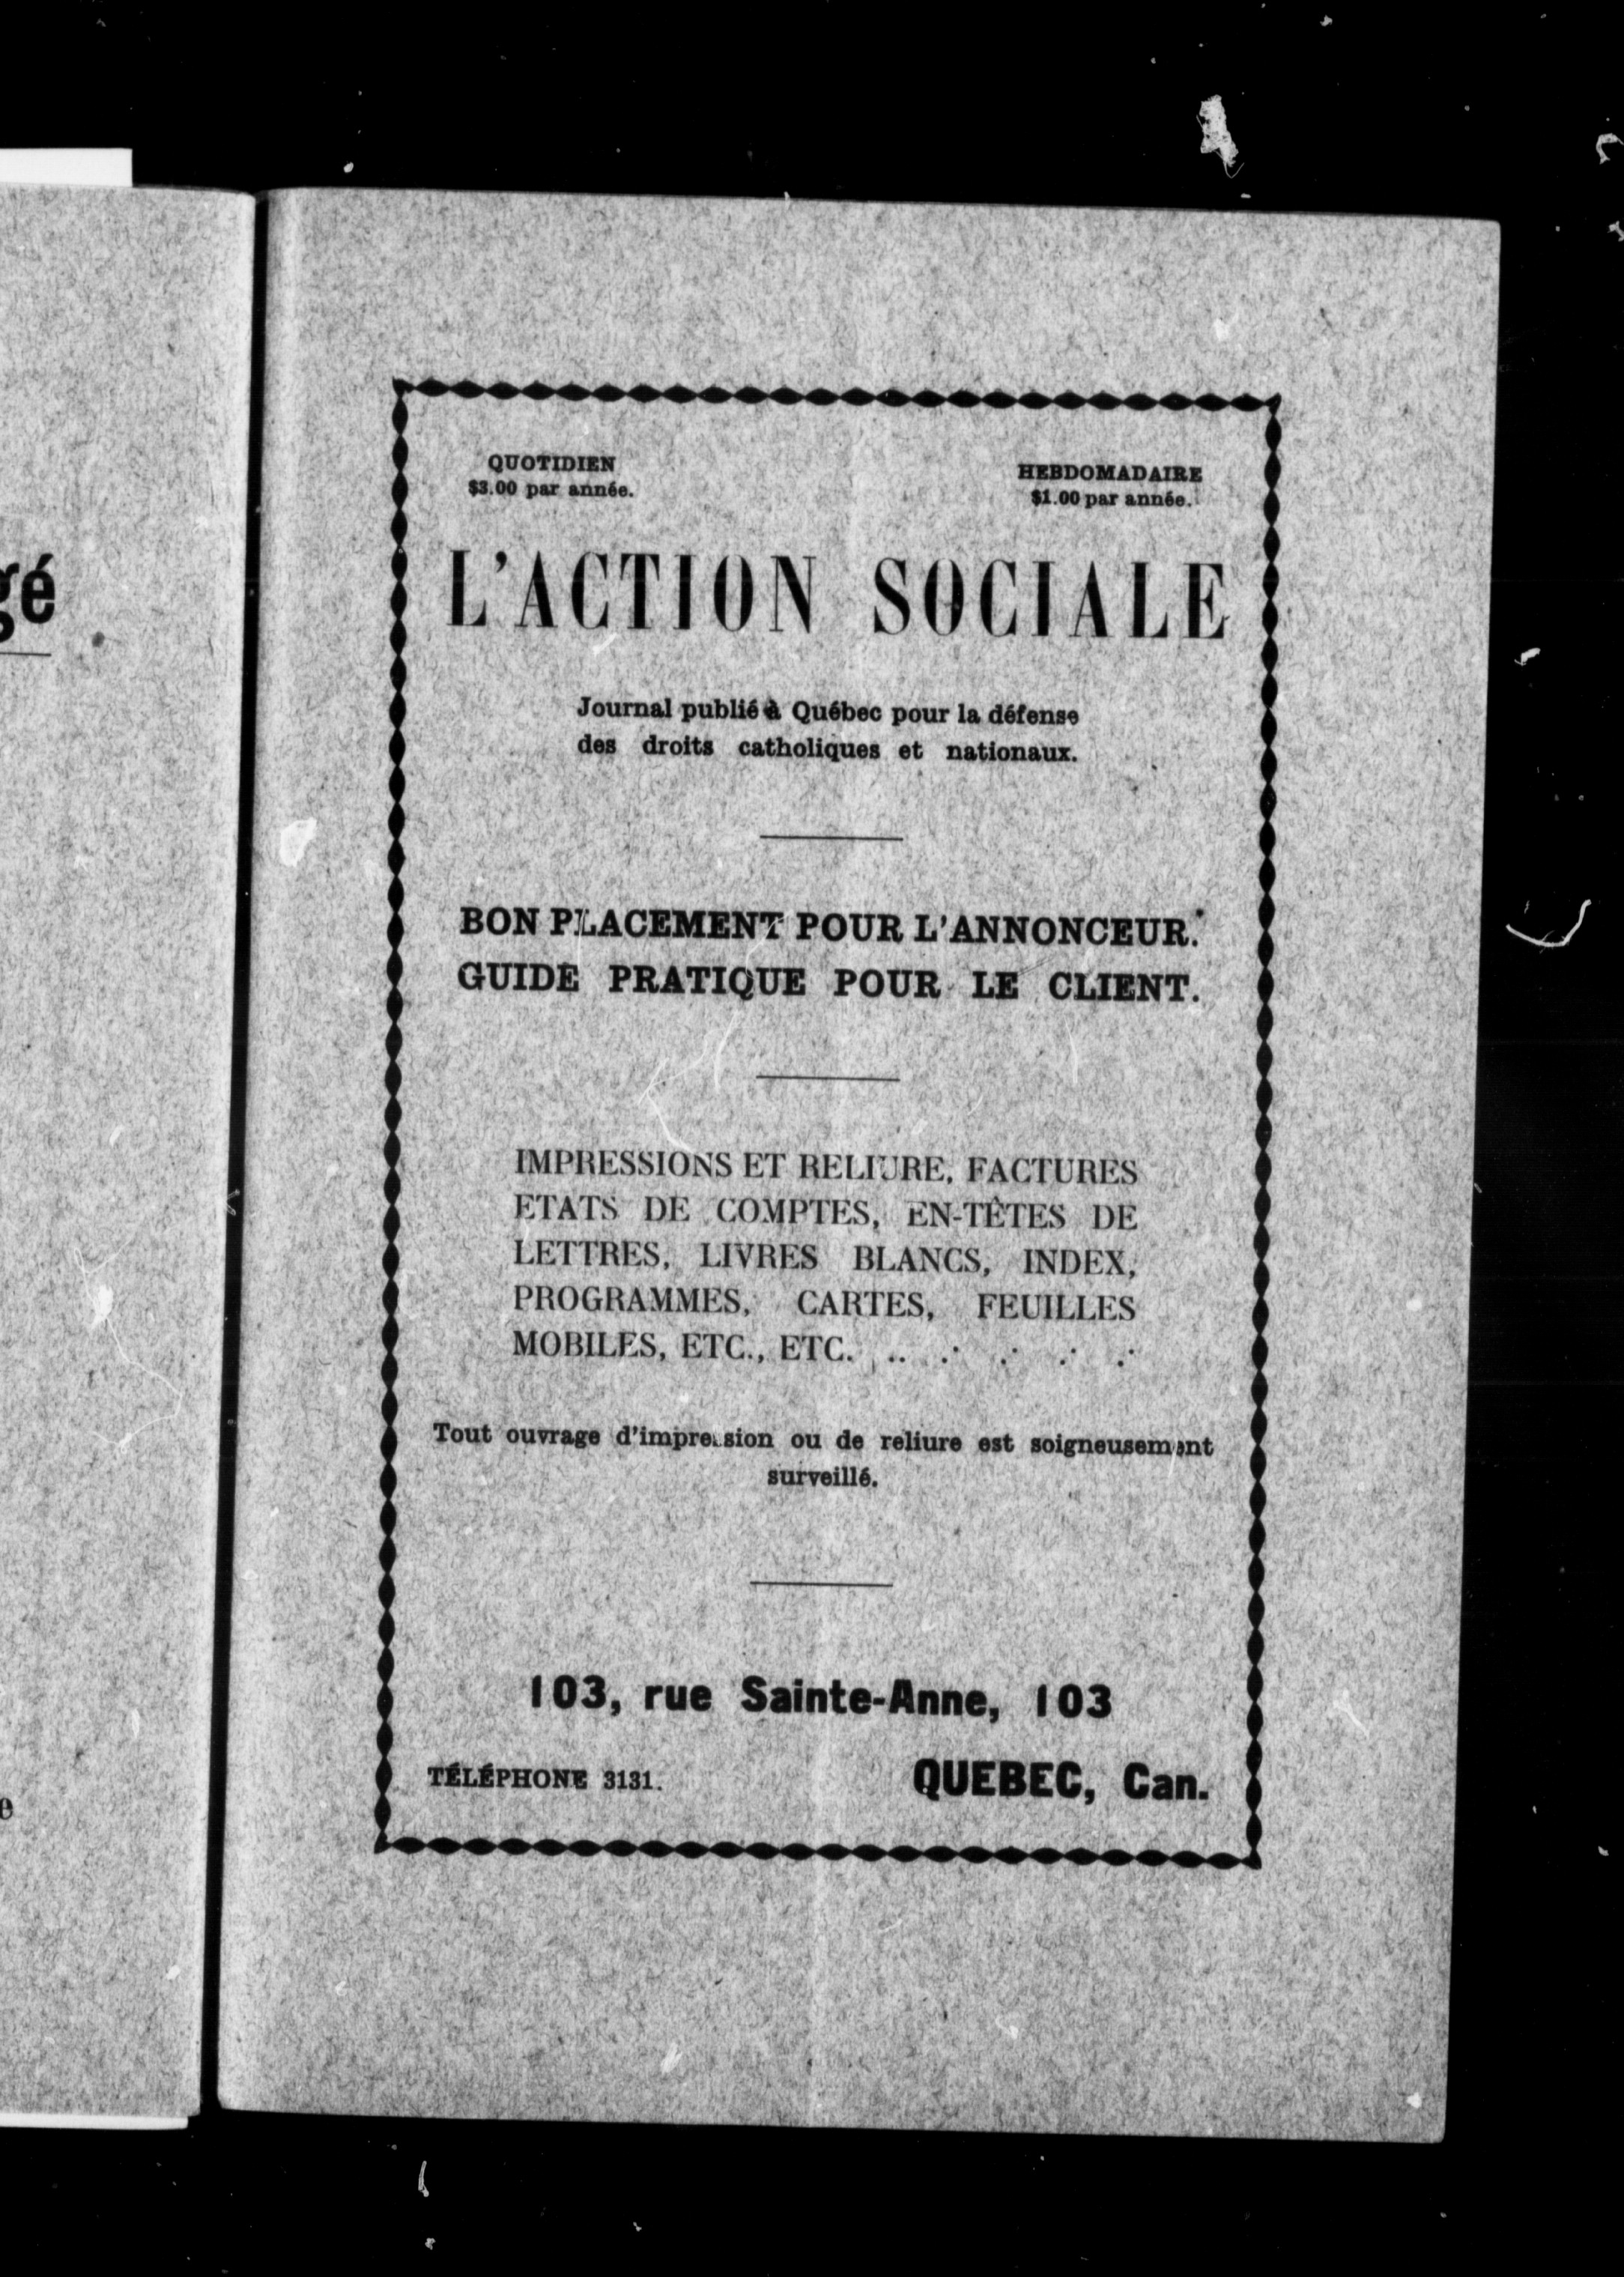 QUOTIDIEN
$3.00 par année.
HEBDOMADAIRE
$1.00 par année.
L'ACTION SOCIALE
Journal publié à Québec pour la défense
des droits catholiques et nationaux.
BON PLACEMENT POUR L'ANNONCEUR.
GUIDE PRATIQUE POUR LE CLIENT.
IMPRESSIONS ET RELIURE, FACTURES
ETATS DE COMPTES, EN-TÊTES DE
LETTRES, LIVRES BLANCS, INDEX,
PROGRAMMES, CARTES, FEUILLES
MOBILES, ETC., ETC.
Tout ouvrage d'impression ou de reliure est soigneusement
surveillé.
103, rue Sainte-Anne, 103
TÉLÉPHONE 3131.
QUEBEC, Can.